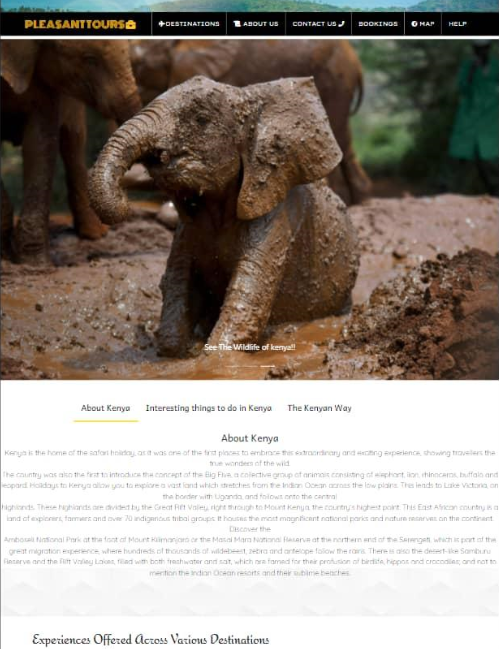 PLEASANTTOURS
DESTINATIONS
ABOUT US
CONTACT US
BOOKINGS
MAP
HELP
See The Wildlife of kenya!!
About Kenya
Interesting things to do in Kenya
The Kenyan Way
About Kenya
Kenya is the home of the safari holiday, as it was one of the first places to embrace this extraordinary and exciting experience, showing travellers the
true wonders of the wild.
The country was also the first to introduce the concept of the Big Five, a collective group of animals consisting of elephant, lion, rhinoceros, buffalo and
leopard. Holidays to Kenya allow you to explore a vast land which stretches from the Indian Ocean across the low plains. This leads to Lake Victoria, on
the border with Uganda, and follows onto the central
highlands. These highlands are divided by the Great Rift Valley, right through to Mount Kenya, the country's highest point. This East African country is a
land of explorers, farmers and over 70 indigenous tribal groups. It houses the most magnificent national parks and nature reserves on the continent.
Discover the
Amboseli National Park at the foot of Mount Kilimanjaro or the Masai Mara National Reserve at the northern end of the Serengeti, which is part of the
great migration experience, where hundreds of thousands of wildebeest, zebra and antelope follow the rains. There is also the desert-like Samburu
Reserve and the Rift Valley Lakes, filled with both freshwater and salt, which are famed for their profusion of birdlife, hippos and crocodiles; and not to
mention the Indian Ocean resorts and their sublime beaches.
Experiences Offered Across Various Destinations